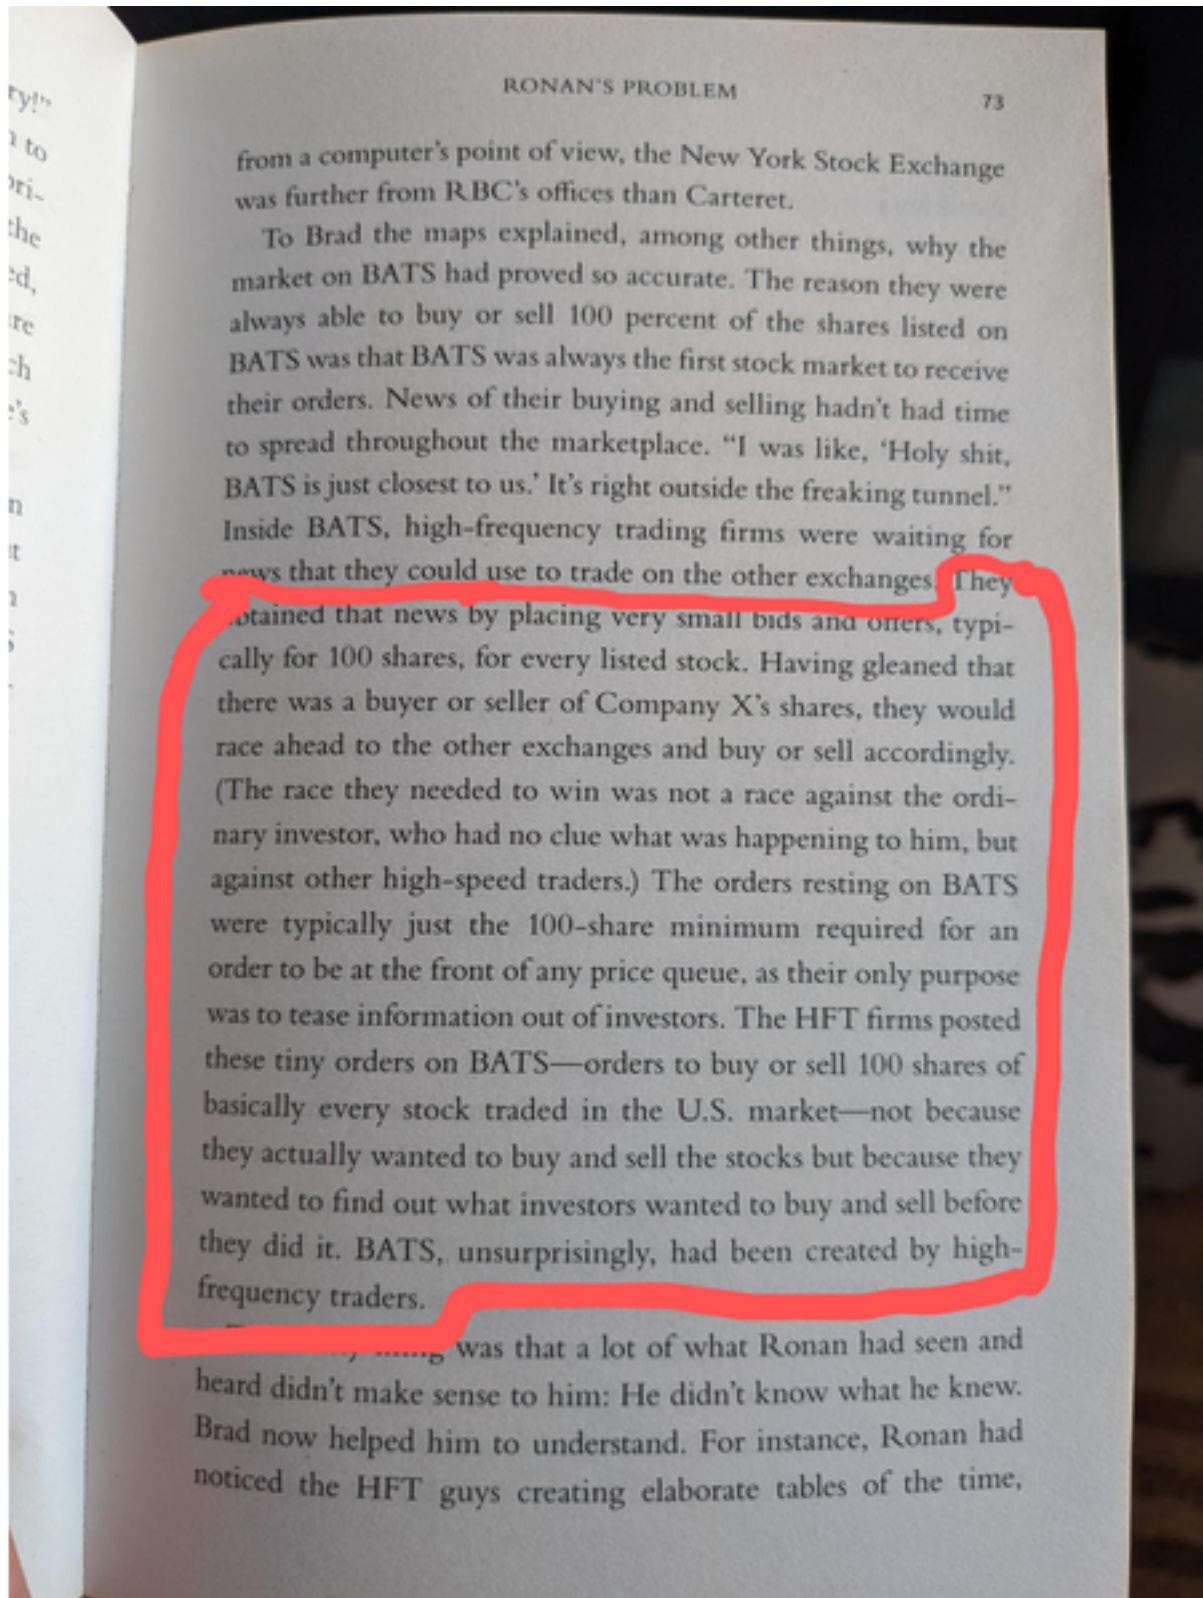 ry!"
to
ori-
the
ed,
re
ch
e's
n
t
RONAN'S PROBLEM
73
from a computer's point of view, the New York Stock Exchange
was further from RBC's offices than Carteret.
To Brad the maps explained, among other things, why the
market on BATS had proved so accurate. The reason they were
always able to buy or sell 100 percent of the shares listed on
BATS was that BATS was always the first stock market to receive
their orders. News of their buying and selling hadn't had time
to spread throughout the marketplace. “I was like, ‘Holy shit,
BATS is just closest to us.’ It's right outside the freaking tunnel.”
Inside BATS, high-frequency trading firms were waiting for
news that they could use to trade on the other exchanges. They
obtained that news by placing very small bids and offers, typi-
cally for 100 shares, for every listed stock. Having gleaned that
there was a buyer or seller of Company X's shares, they would
race ahead to the other exchanges and buy or sell accordingly.
(The race they needed to win was not a race against the ordi-
nary investor, who had no clue what was happening to him, but
against other high-speed traders.) The orders resting on BATS
were typically just the 100-share minimum required for an
order to be at the front of any price queue, as their only purpose
was to tease information out of investors. The HFT firms posted
these tiny orders on BATS—orders to buy or sell 100 shares of
basically every stock traded in the U.S. market—not because
they actually wanted to buy and sell the stocks but because they
wanted to find out what investors wanted to buy and sell before
they did it. BATS, unsurprisingly, had been created by high-
frequency traders.
was that a lot of what Ronan had seen and
heard didn't make sense to him: He didn't know what he knew.
Brad now helped him to understand. For instance, Ronan had
noticed the HFT guys creating elaborate tables of the time,